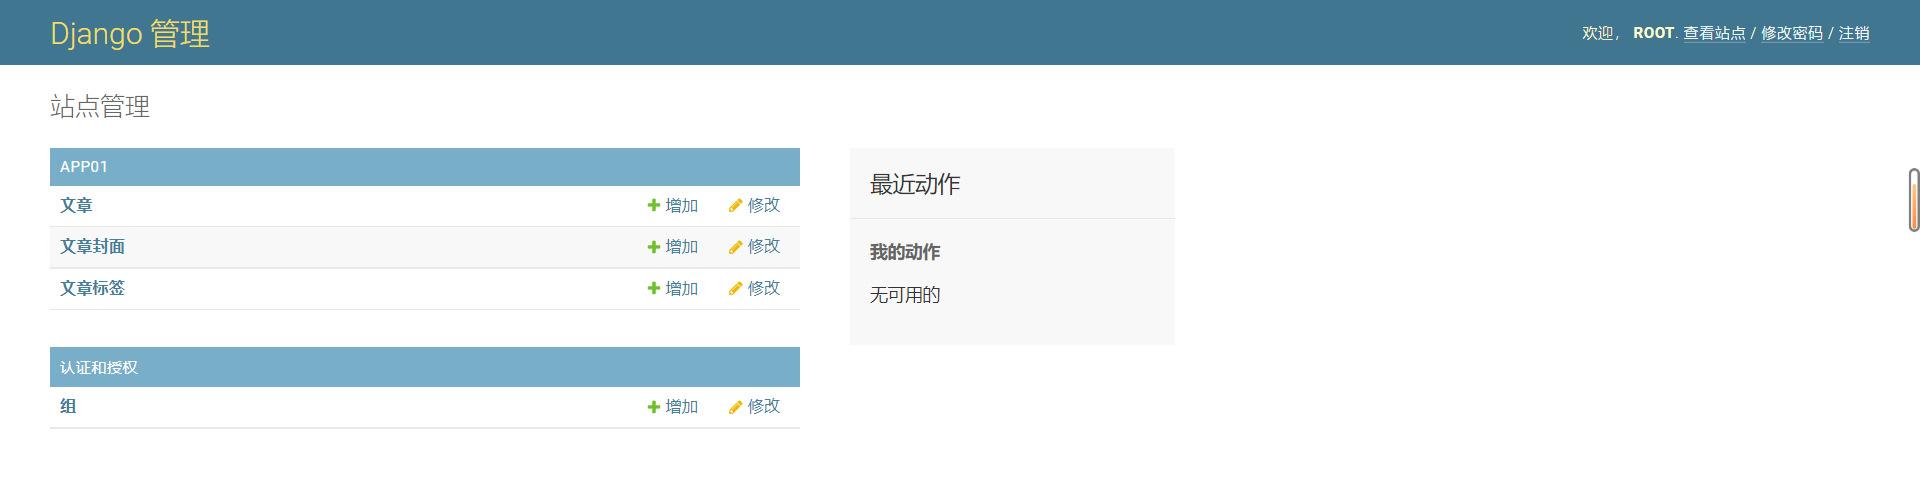 Django 管理
欢迎， ROOT. 查看站点 / 修改密码 / 注销
站点管理
APP01
文章 增加 修改
文章封面 增加 修改
文章标签 增加 修改
认证和授权
组 增加 修改
最近动作
我的动作
无可用的